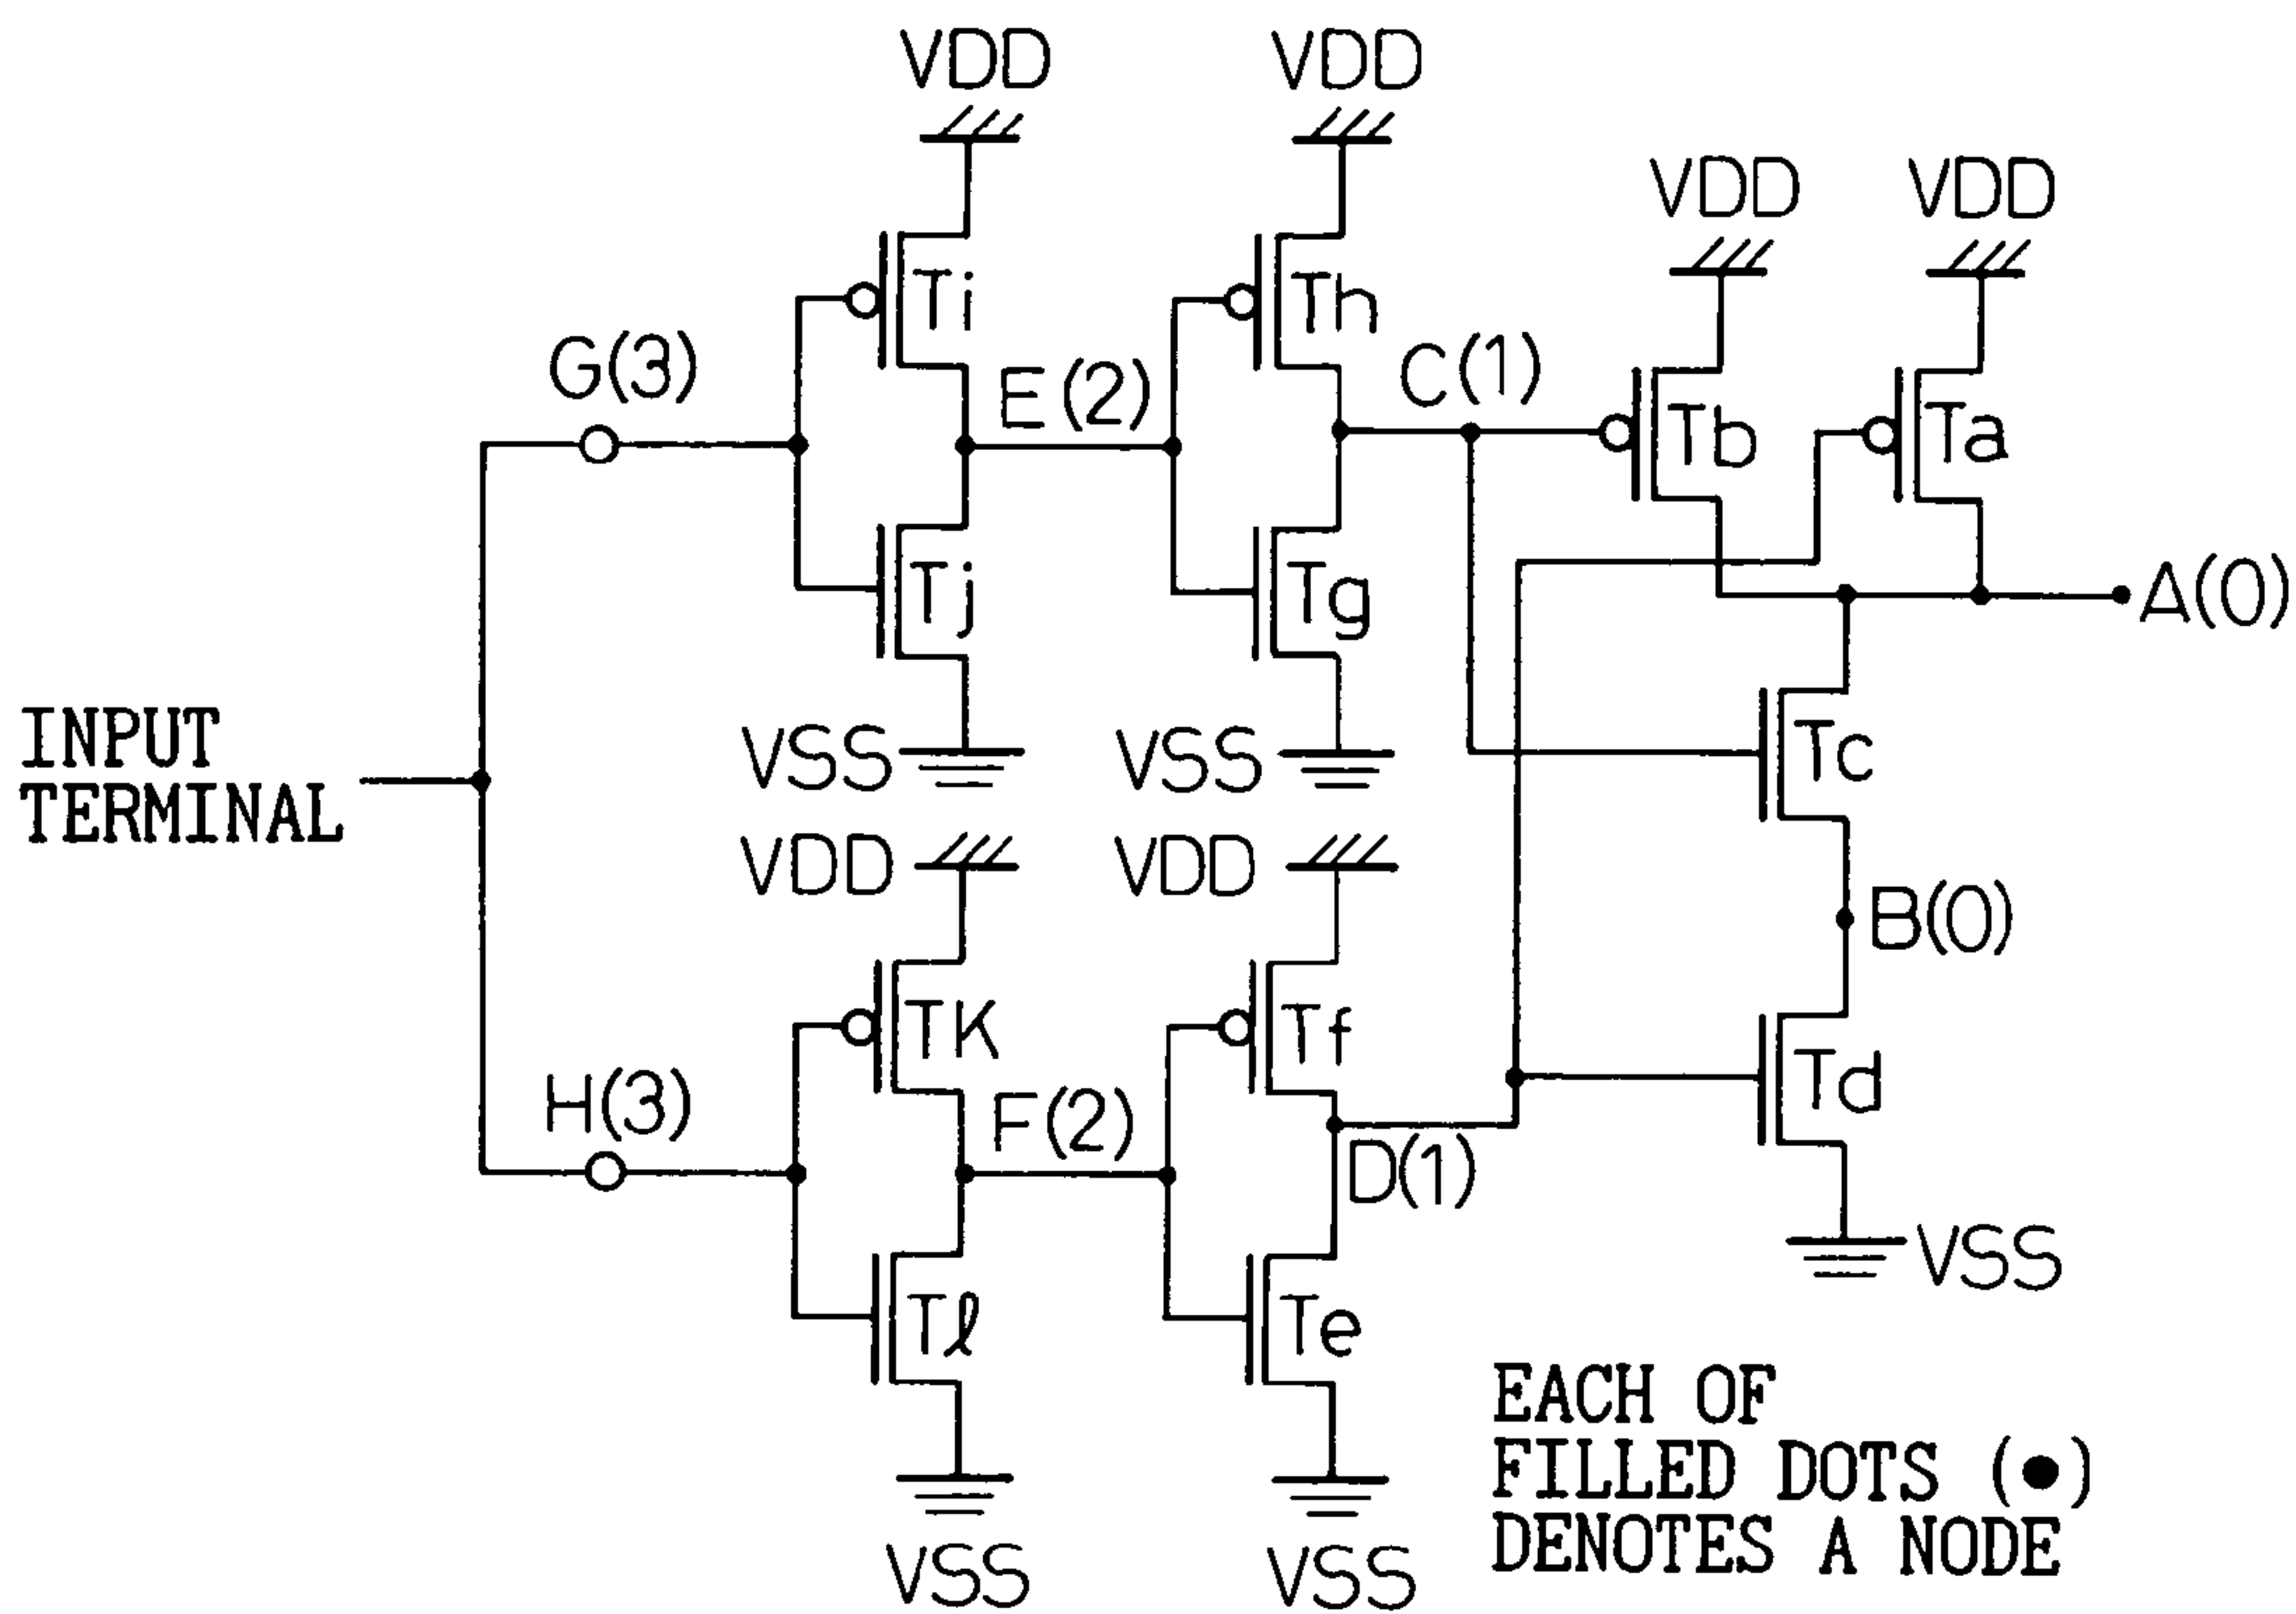 VDD
VDD
VDD
VDD
Ti
Th
G(3)
E(2)
C(1)
Tb
Ta
Tj
Tg
A(0)
INPUT
TERMINAL
VSS
VSS
Tc
VDD
VDD
B(0)
TK
Tf
Td
H(3)
F(2)
D(1)
VSS
Tℓ
Te
VSS
VSS
EACH OF
FILLED DOTS (●)
DENOTES A NODE